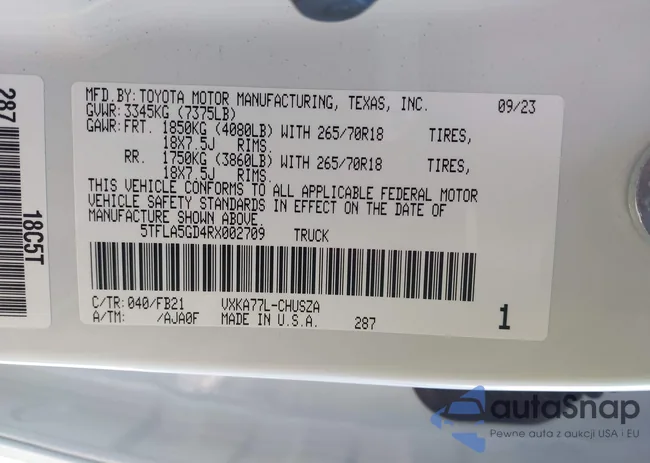 MFD.BY: TOYOTA MOTOR MANUFACTURING, TEXAS, INC. 09/23
GVWR: 3345KG (7375LB)
GAWR: FRT. 1850KG (4080LB) WITH 265/70R18 TIRES,
18X7.5J RIMS.
RR. 1750KG (3860LB) WITH 265/70R18 TIRES,
18X7.5J RIMS.
THIS VEHICLE CONFORMS TO ALL APPLICABLE FEDERAL MOTOR
VEHICLE SAFETY STANDARDS IN EFFECT ON THE DATE OF
MANUFACTURE SHOWN ABOVE.
5TFLA5GD4RX002709 TRUCK
C/TR: 040/FB21 VXKA77L-CHUSZA
A/TM: /AJA0F MADE IN U.S.A. 287 1
287
18C5T
autoSnap
Pewne auta z aukcji USA i EU